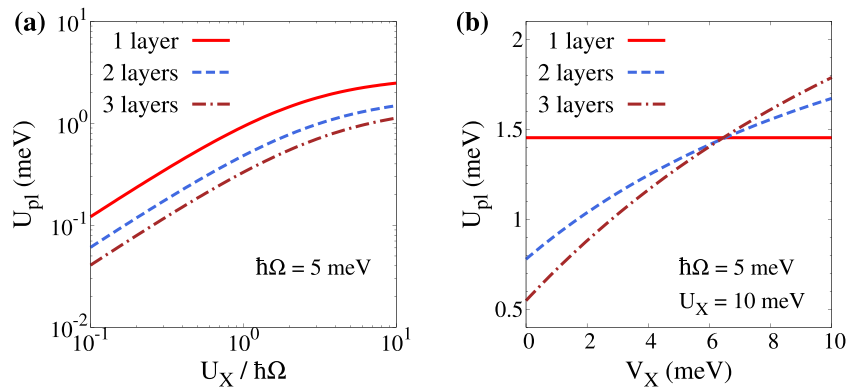 (a)
U_pl (meV)
10^1
10^0
10^-1
10^-2
1 layer
2 layers
3 layers
ħΩ = 5 meV
10^-1
10^0
10^1
U_X / ħΩ
(b)
U_pl (meV)
2
1.5
1
0.5
1 layer
2 layers
3 layers
ħΩ = 5 meV
U_X = 10 meV
0
2
4
6
8
10
V_X (meV)